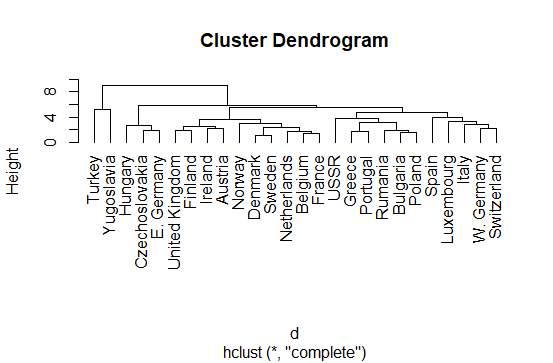 Cluster Dendrogram
Height
0
4
8
Turkey
Yugoslavia
Hungary
Czechoslovakia
E. Germany
United Kingdom
Finland
Ireland
Austria
Norway
Denmark
Sweden
Netherlands
Belgium
France
USSR
Greece
Portugal
Rumania
Bulgaria
Poland
Spain
Luxembourg
Italy
W. Germany
Switzerland
d
hclust (*, "complete")